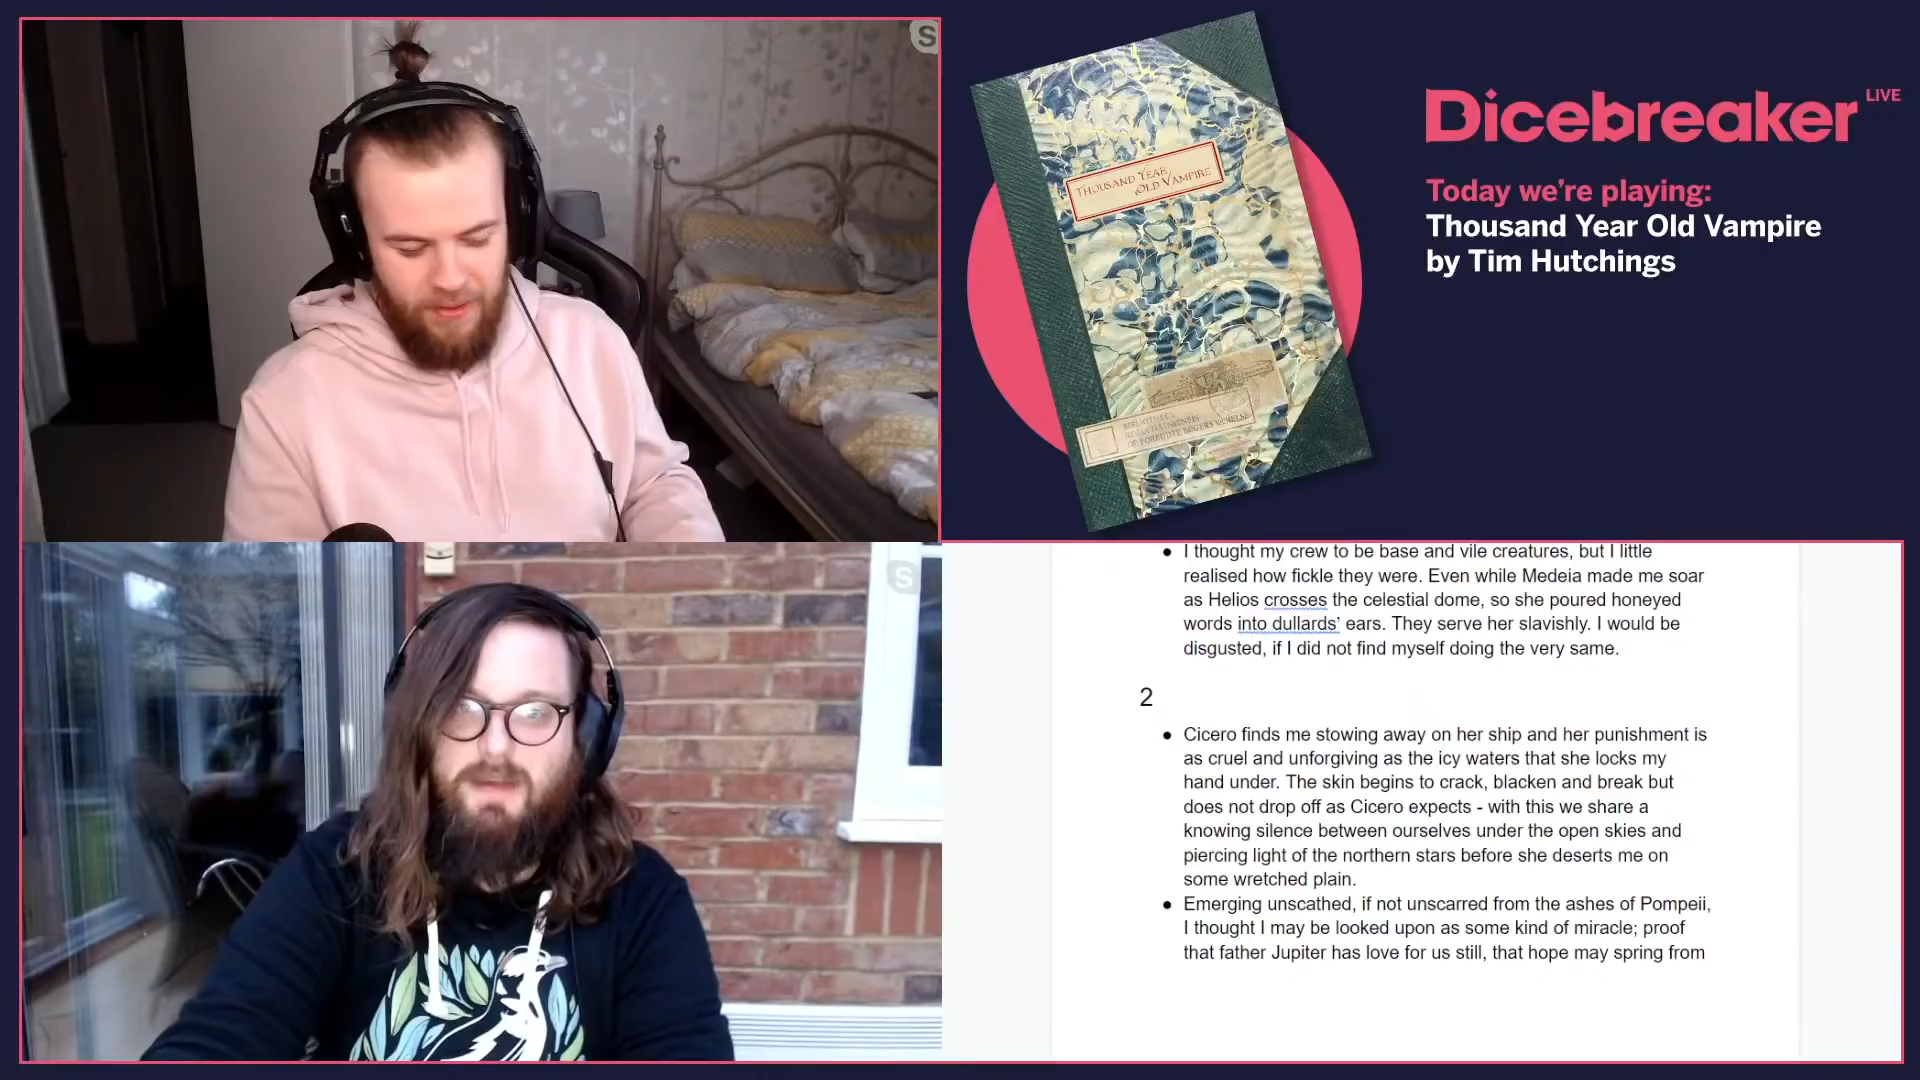 S
S
Dicebreaker LIVE
Today we're playing:
Thousand Year Old Vampire
by Tim Hutchings
THOUSAND YEAR
OLD VAMPIRE
I thought my crew to be base and vile creatures, but I little
realised how fickle they were. Even while Medeia made me soar
as Helios crosses the celestial dome, so she poured honeyed
words into dullards' ears. They serve her slavishly. I would be
disgusted, if I did not find myself doing the very same.
2
Cicero finds me stowing away on her ship and her punishment is
as cruel and unforgiving as the icy waters that she locks my
hand under. The skin begins to crack, blacken and break but
does not drop off as Cicero expects - with this we share a
knowing silence between ourselves under the open skies and
piercing light of the northern stars before she deserts me on
some wretched plain.
Emerging unscathed, if not unscarred from the ashes of Pompeii,
I thought I may be looked upon as some kind of miracle; proof
that father Jupiter has love for us still, that hope may spring from